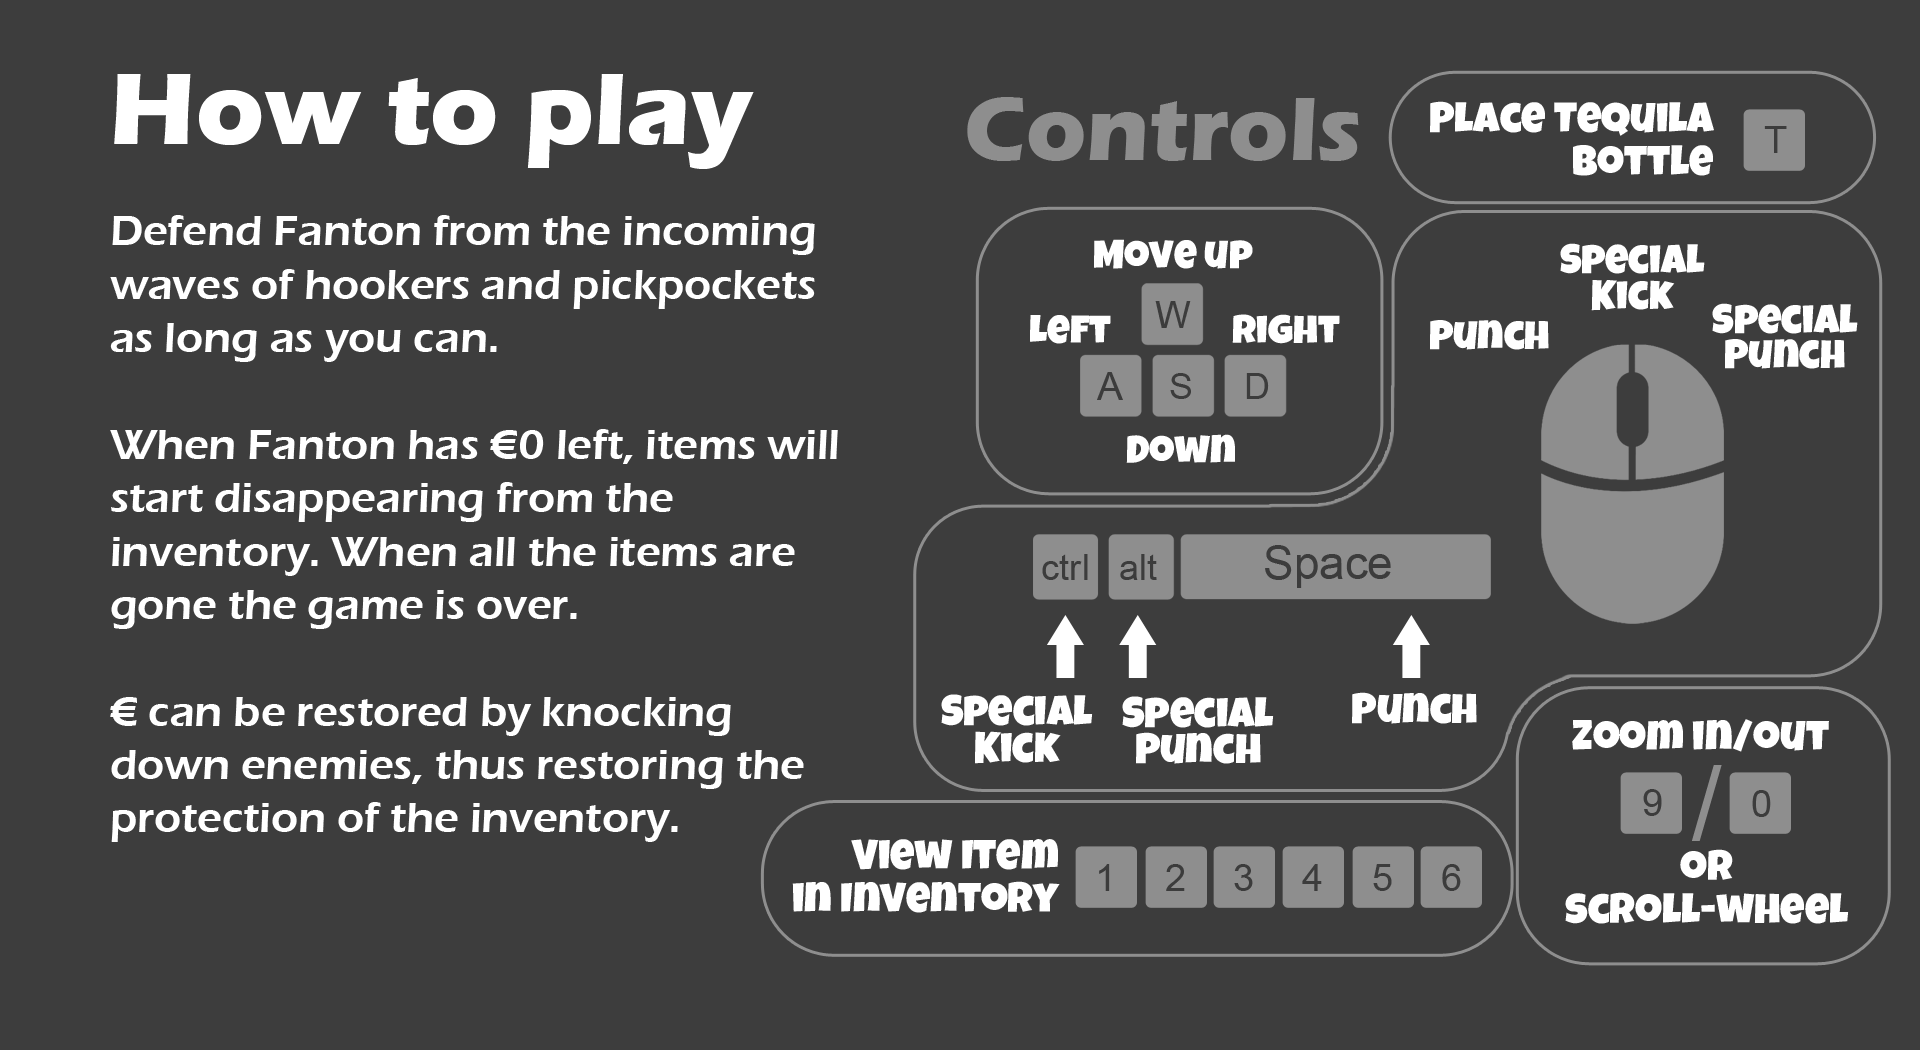 How to play
Defend Fanton from the incoming
waves of hookers and pickpockets
as long as you can.
When Fanton has €0 left, items will
start disappearing from the
inventory. When all the items are
gone the game is over.
€ can be restored by knocking
down enemies, thus restoring the
protection of the inventory.
Controls
PLACE TEQUILA
BOTTLE
T
MOVE UP
W
LEFT
RIGHT
A S D
DOWN
SPECIAL
KICK
PUNCH
SPECIAL
PUNCH
ctrl alt Space
SPECIAL
KICK
SPECIAL
PUNCH
PUNCH
ZOOM IN/OUT
9 / 0
OR
SCROLL-WHEEL
VIEW ITEM
IN INVENTORY
1 2 3 4 5 6